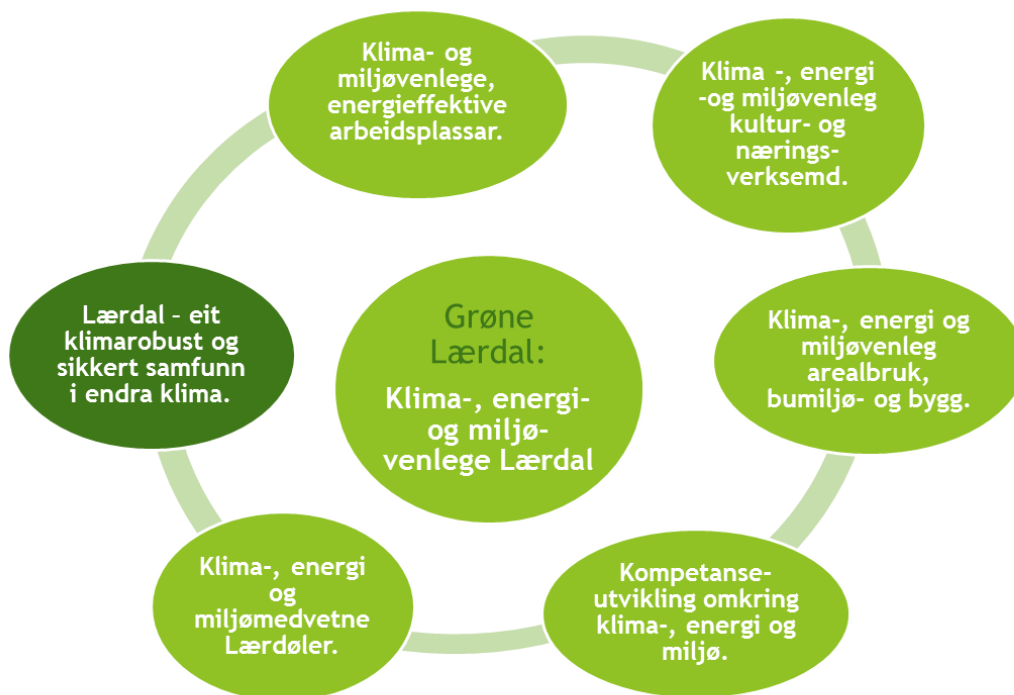 Klima- og
miljøvenlege,
energieffektive
arbeidsplassar.
Klima -, energi
-og miljøvenleg
kultur- og
nærings-
verksemd.
Klima-, energi og
miljøvenleg
arealbruk,
bumiljø- og bygg.
Kompetanse-
utvikling omkring
klima-, energi og
miljø.
Klima-, energi
og
miljømedvetne
Lærdøler.
Lærdal – eit
klimarobust og
sikkert samfunn
i endra klima.
Grøne
Lærdal:
Klima-, energi-
og miljø-
venlege Lærdal